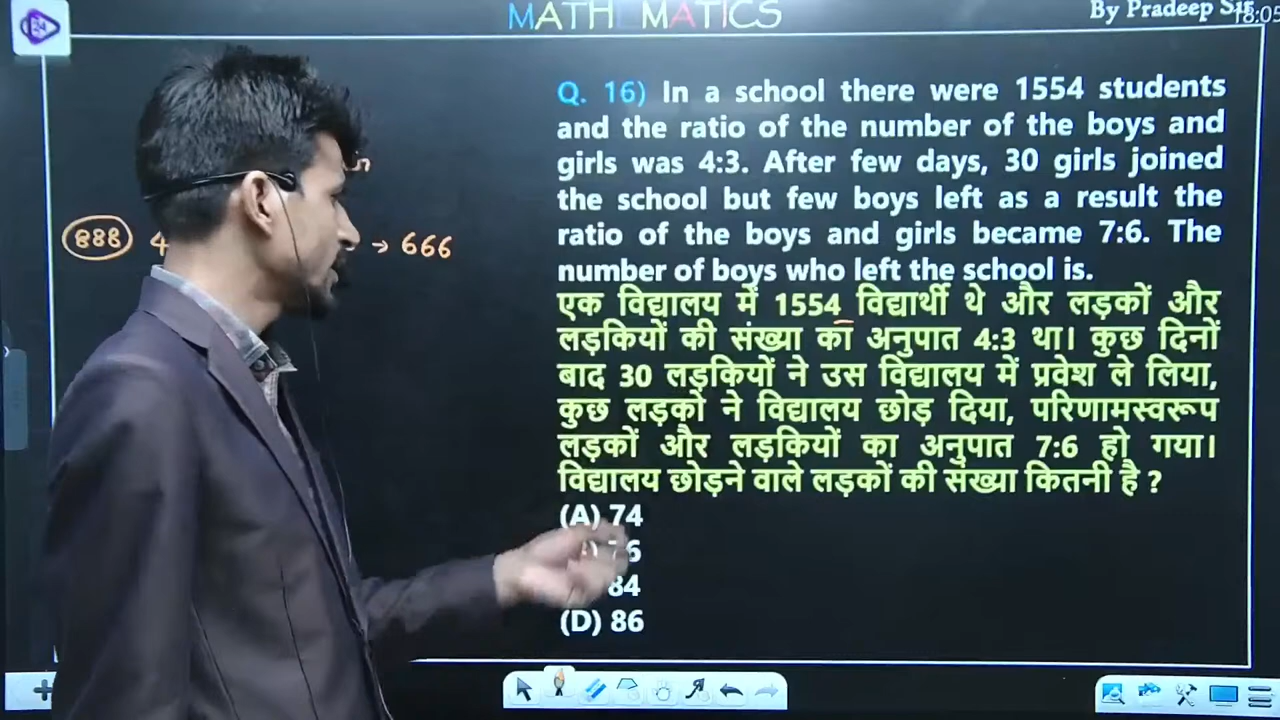 MATHEMATICS
By Pradeep Sir
18:05
Q. 16) In a school there were 1554 students
and the ratio of the number of the boys and
girls was 4:3. After few days, 30 girls joined
the school but few boys left as a result the
ratio of the boys and girls became 7:6. The
number of boys who left the school is.
एक विद्यालय में 1554 विद्यार्थी थे और लड़कों और
लड़कियों की संख्या का अनुपात 4:3 था। कुछ दिनों
बाद 30 लड़कियों ने उस विद्यालय में प्रवेश ले लिया,
कुछ लड़को ने विद्यालय छोड़ दिया, परिणामस्वरूप
लड़कों और लड़कियों का अनुपात 7:6 हो गया।
विद्यालय छोड़ने वाले लड़कों की संख्या कितनी है ?
(A) 74
76
84
(D) 86
888 4 → 666